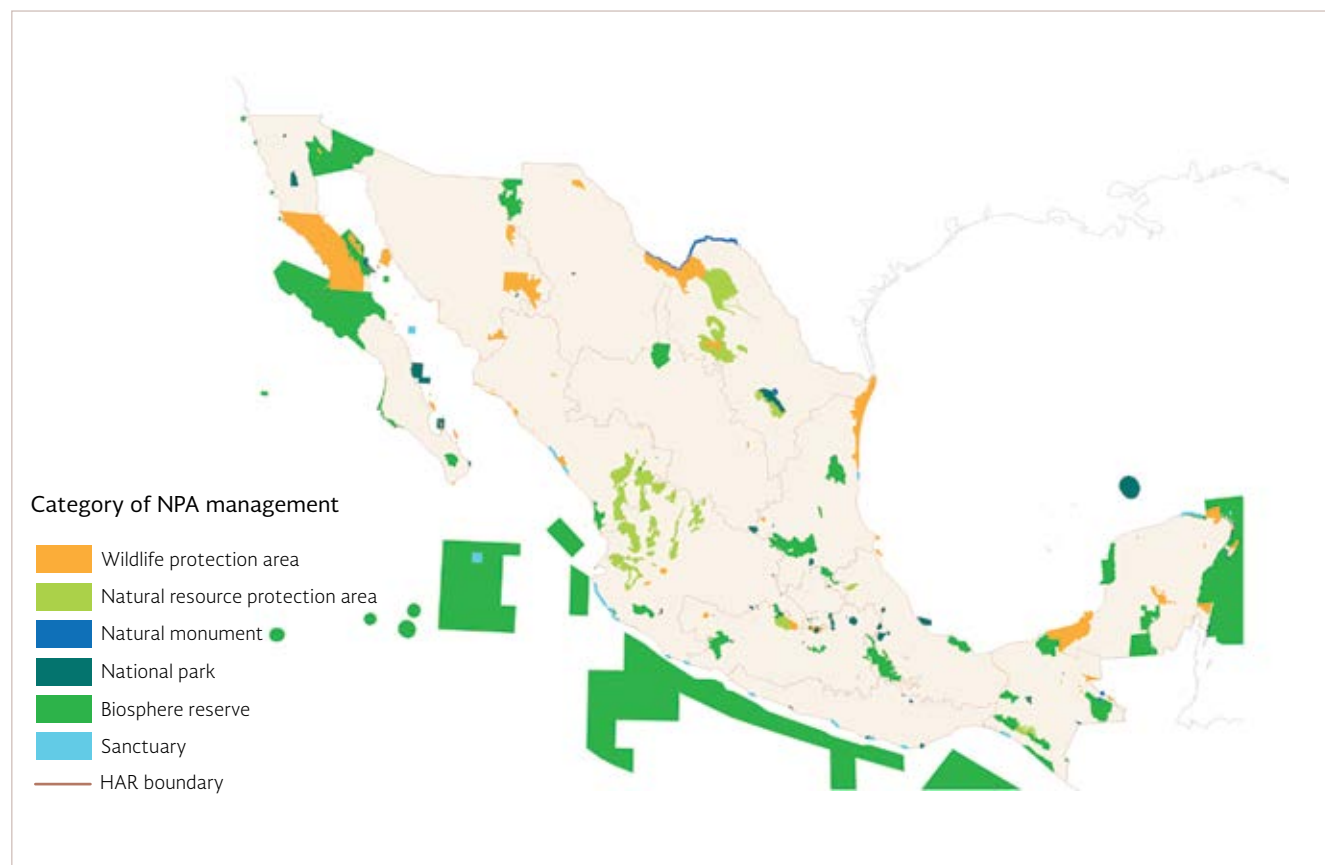 Category of NPA management
Wildlife protection area
Natural resource protection area
Natural monument
National park
Biosphere reserve
Sanctuary
HAR boundary